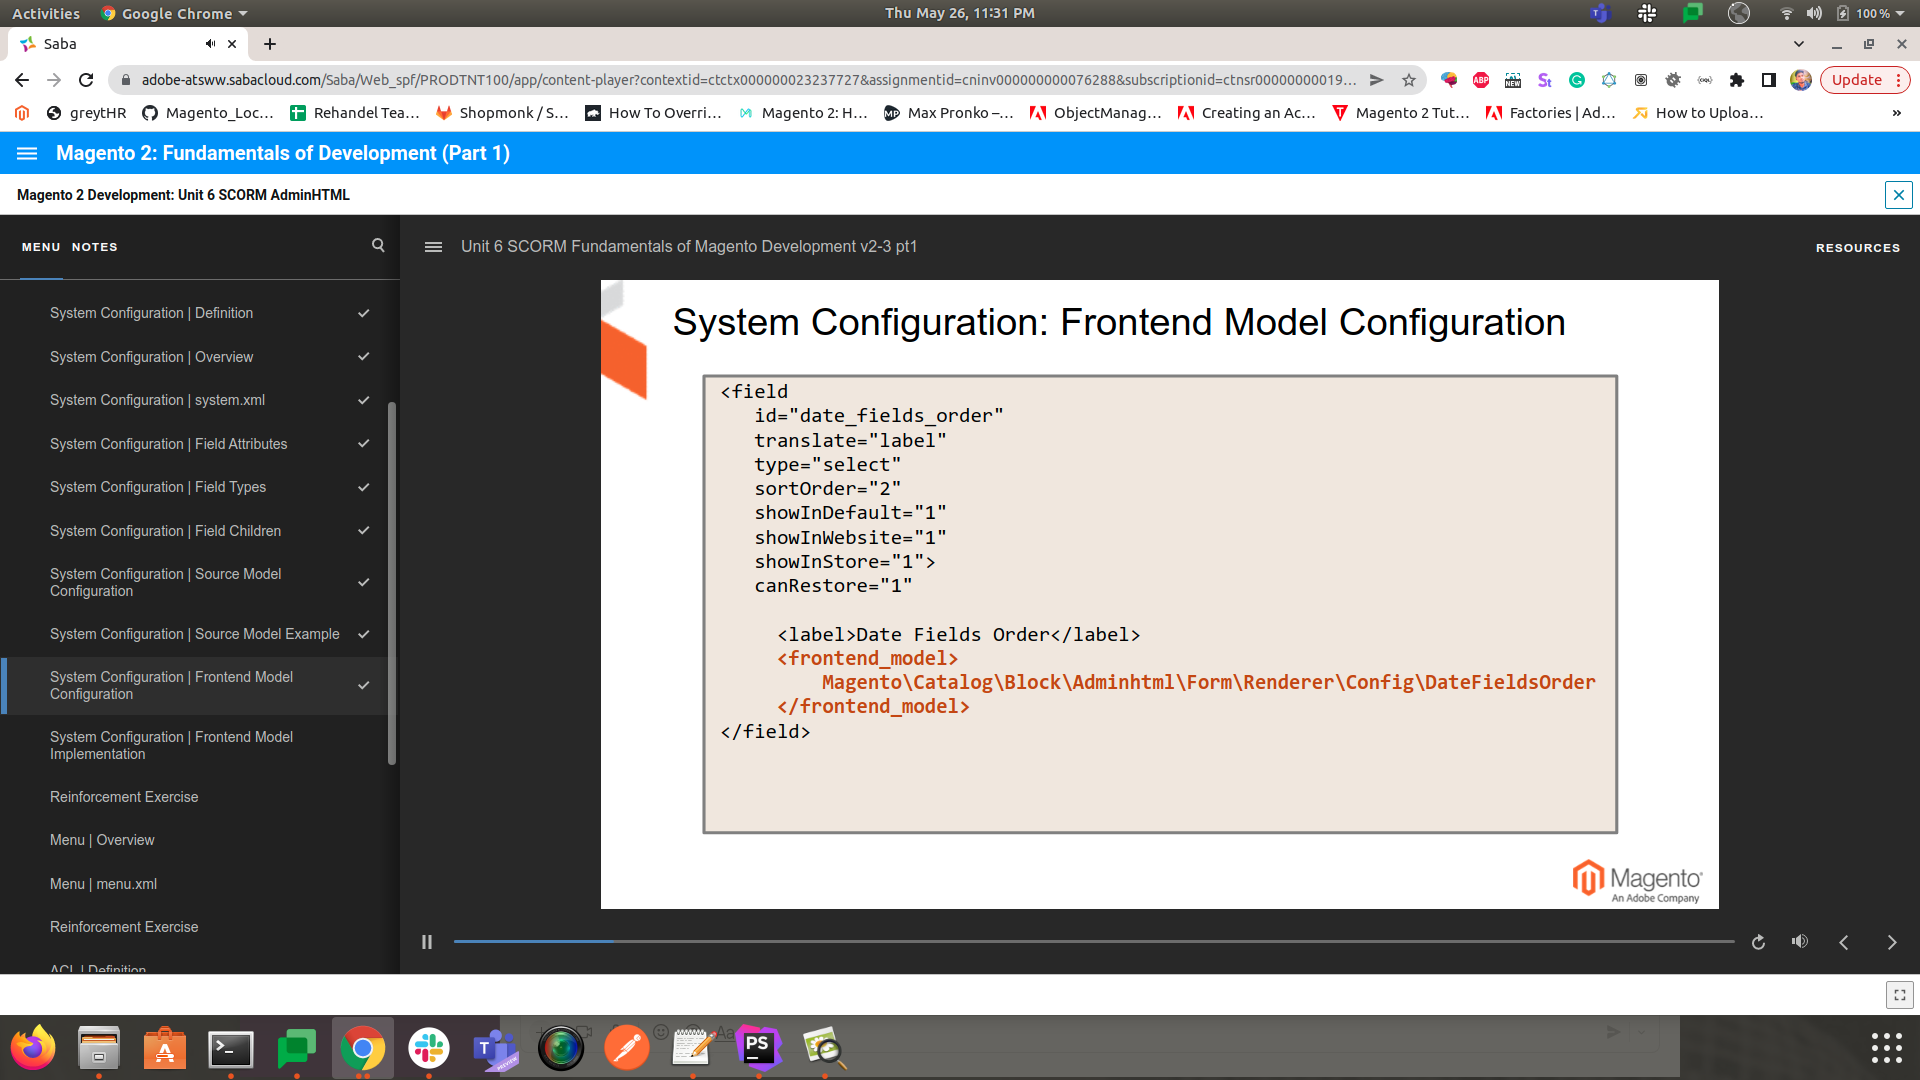 Activities
Google Chrome
Thu May 26, 11:31 PM
100 %
Saba
adobe-atsww.sabacloud.com/Saba/Web_spf/PRODTNT100/app/content-player?contextid=ctctx000000023237727&assignmentid=cninv000000000076288&subscriptionid=ctnsr00000000019...
ABP
NEW
Update
greytHR
Magento_Loc...
Rehandel Tea...
Shopmonk / S...
How To Overri...
Magento 2: H...
Max Pronko –...
ObjectManag...
Creating an Ac...
Magento 2 Tut...
Factories | Ad...
How to Uploa...
»
Magento 2: Fundamentals of Development (Part 1)
Magento 2 Development: Unit 6 SCORM AdminHTML
MENU
NOTES
Unit 6 SCORM Fundamentals of Magento Development v2-3 pt1
RESOURCES
System Configuration | Definition
System Configuration | Overview
System Configuration | system.xml
System Configuration | Field Attributes
System Configuration | Field Types
System Configuration | Field Children
System Configuration | Source Model
Configuration
System Configuration | Source Model Example
System Configuration | Frontend Model
Configuration
System Configuration | Frontend Model
Implementation
Reinforcement Exercise
Menu | Overview
Menu | menu.xml
Reinforcement Exercise
ACL | Definition
System Configuration: Frontend Model Configuration
<field
id="date_fields_order"
translate="label"
type="select"
sortOrder="2"
showInDefault="1"
showInWebsite="1"
showInStore="1">
canRestore="1"
<label>Date Fields Order</label>
<frontend_model>
Magento\Catalog\Block\Adminhtml\Form\Renderer\Config\DateFieldsOrder
</frontend_model>
</field>
Magento
An Adobe Company
PS